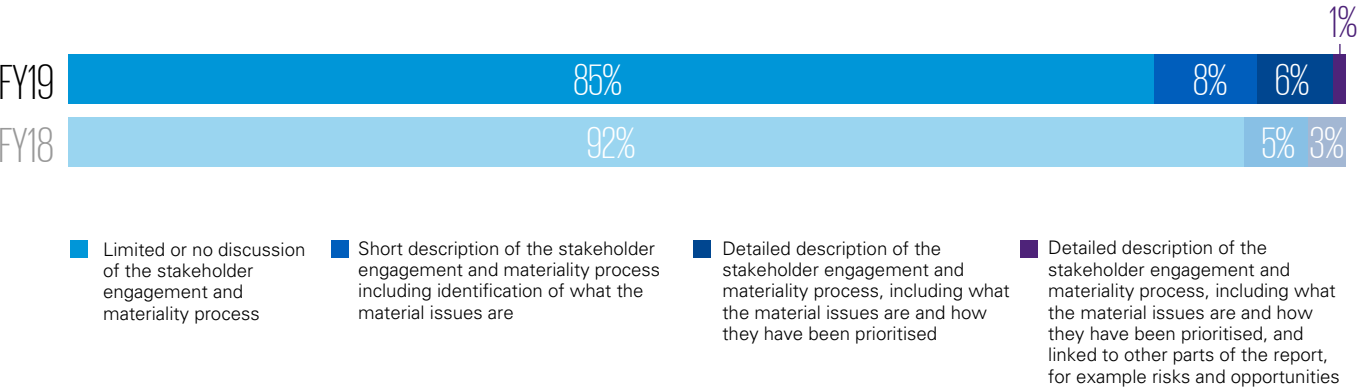 1%
FY19 85% 8% 6%
FY18 92% 5% 3%
Limited or no discussion
of the stakeholder
engagement and
materiality process
Short description of the stakeholder
engagement and materiality process
including identification of what the
material issues are
Detailed description of the
stakeholder engagement and
materiality process, including what
the material issues are and how
they have been prioritised
Detailed description of the
stakeholder engagement and
materiality process, including what
the material issues are and how
they have been prioritised, and
linked to other parts of the report,
for example risks and opportunities